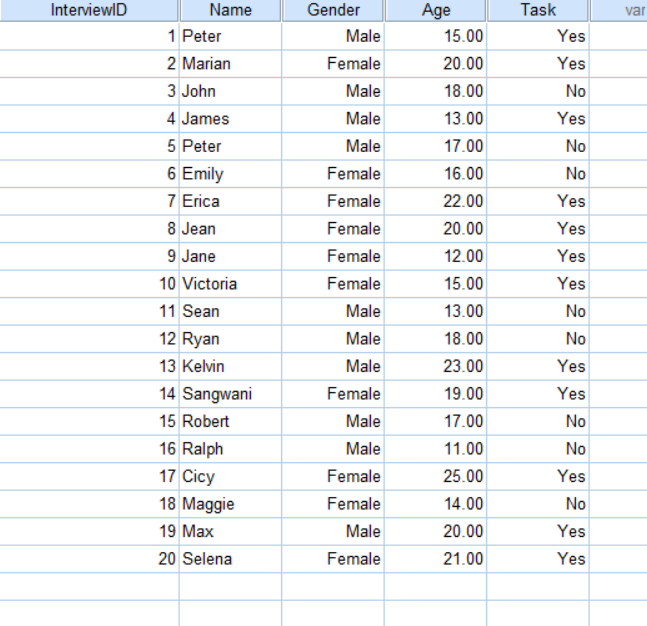 InterviewID Name Gender Age Task var
1 Peter Male 15.00 Yes
2 Marian Female 20.00 Yes
3 John Male 18.00 No
4 James Male 13.00 Yes
5 Peter Male 17.00 No
6 Emily Female 16.00 No
7 Erica Female 22.00 Yes
8 Jean Female 20.00 Yes
9 Jane Female 12.00 Yes
10 Victoria Female 15.00 Yes
11 Sean Male 13.00 No
12 Ryan Male 18.00 No
13 Kelvin Male 23.00 Yes
14 Sangwani Female 19.00 Yes
15 Robert Male 17.00 No
16 Ralph Male 11.00 No
17 Cicy Female 25.00 Yes
18 Maggie Female 14.00 No
19 Max Male 20.00 Yes
20 Selena Female 21.00 Yes